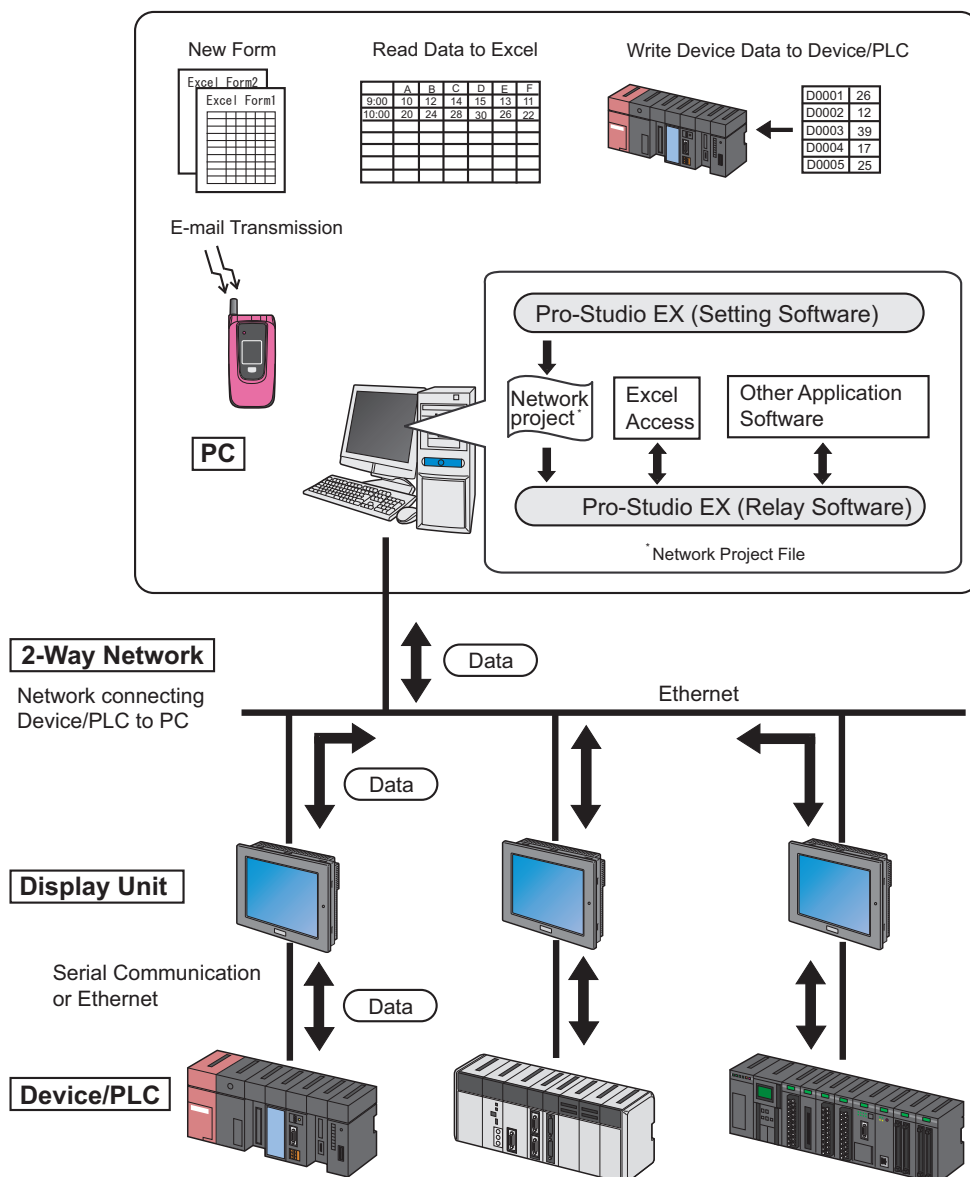 New Form
Read Data to Excel
Write Device Data to Device/PLC
Excel Form2
Excel Form1
A B C D E F
9:00 10 12 14 15 13 11
10:00 20 24 28 30 26 22
D0001 26
D0002 12
D0003 39
D0004 17
D0005 25
E-mail Transmission
PC
Pro-Studio EX (Setting Software)
Network
project*
Excel
Access
Other Application
Software
Pro-Studio EX (Relay Software)
*Network Project File
2-Way Network
Data
Network connecting
Device/PLC to PC
Ethernet
Data
Display Unit
Serial Communication
or Ethernet
Data
Device/PLC